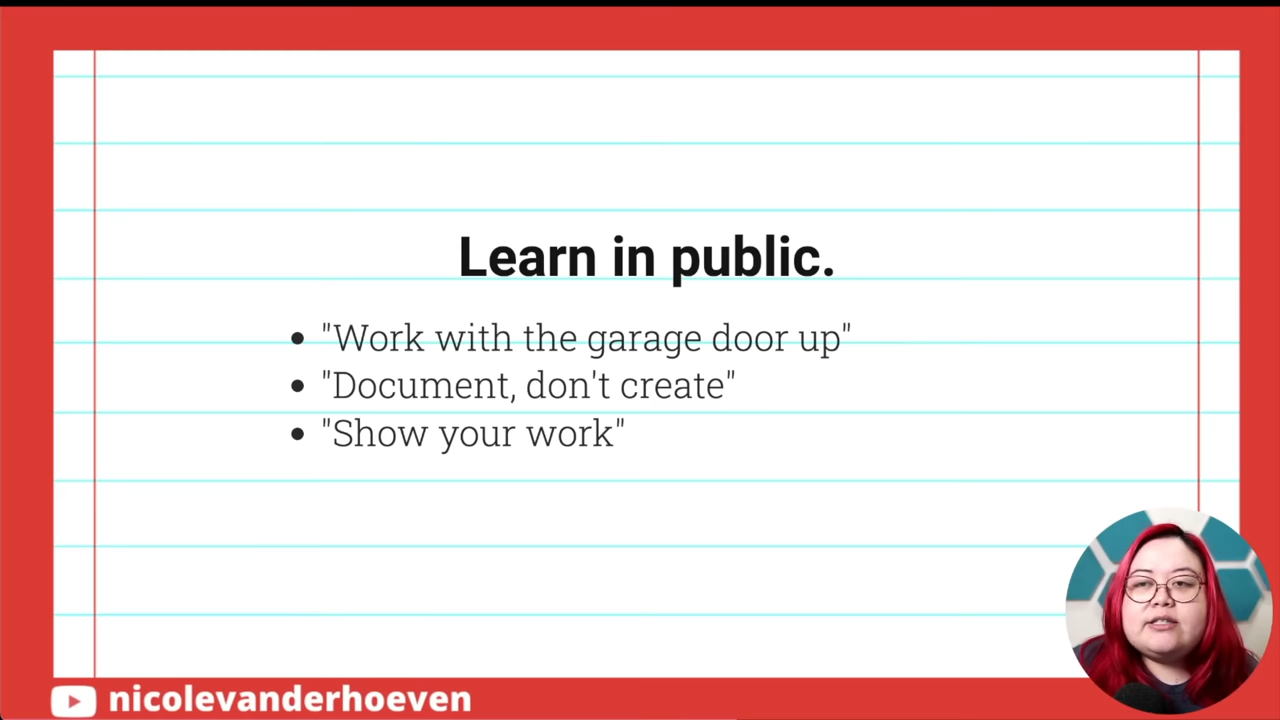 Learn in public.
"Work with the garage door up"
"Document, don't create"
"Show your work"
nicolevanderhoeven